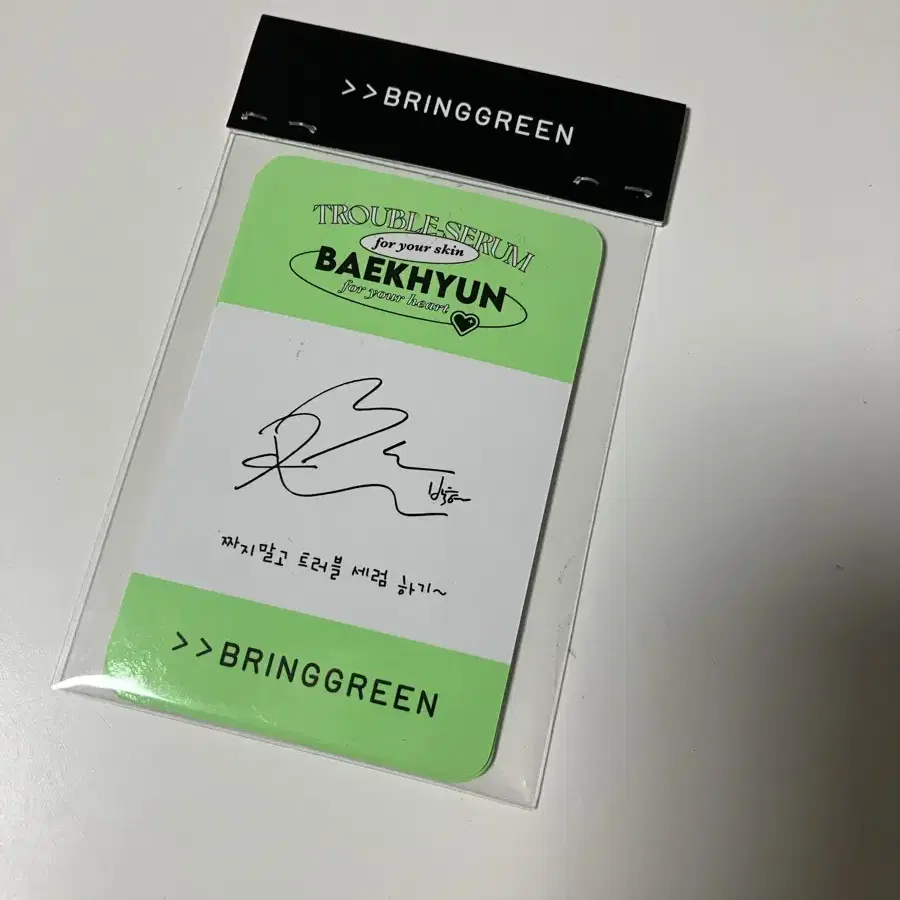 >>BRINGGREEN
TROUBLE-SERUM
for your skin
BAEKHYUN
for your heart
짜지말고 트러블 세럼 하기~
>>BRINGGREEN